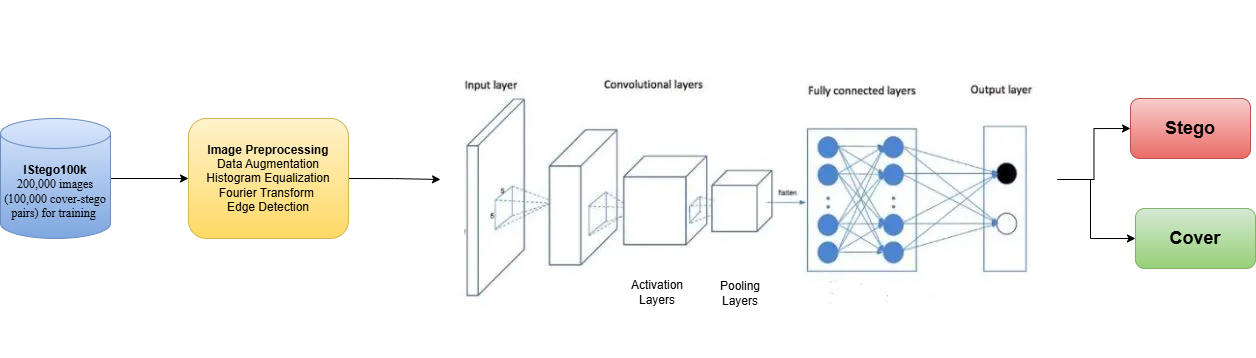 IStego100k
200,000 images
(100,000 cover-stego
pairs) for training
Image Preprocessing
Data Augmentation
Histogram Equalization
Fourier Transform
Edge Detection
Input layer
5
Convolutional layers
Activation
Layers
Pooling
Layers
flatten
Fully connected layers
Output layer
Stego
Cover